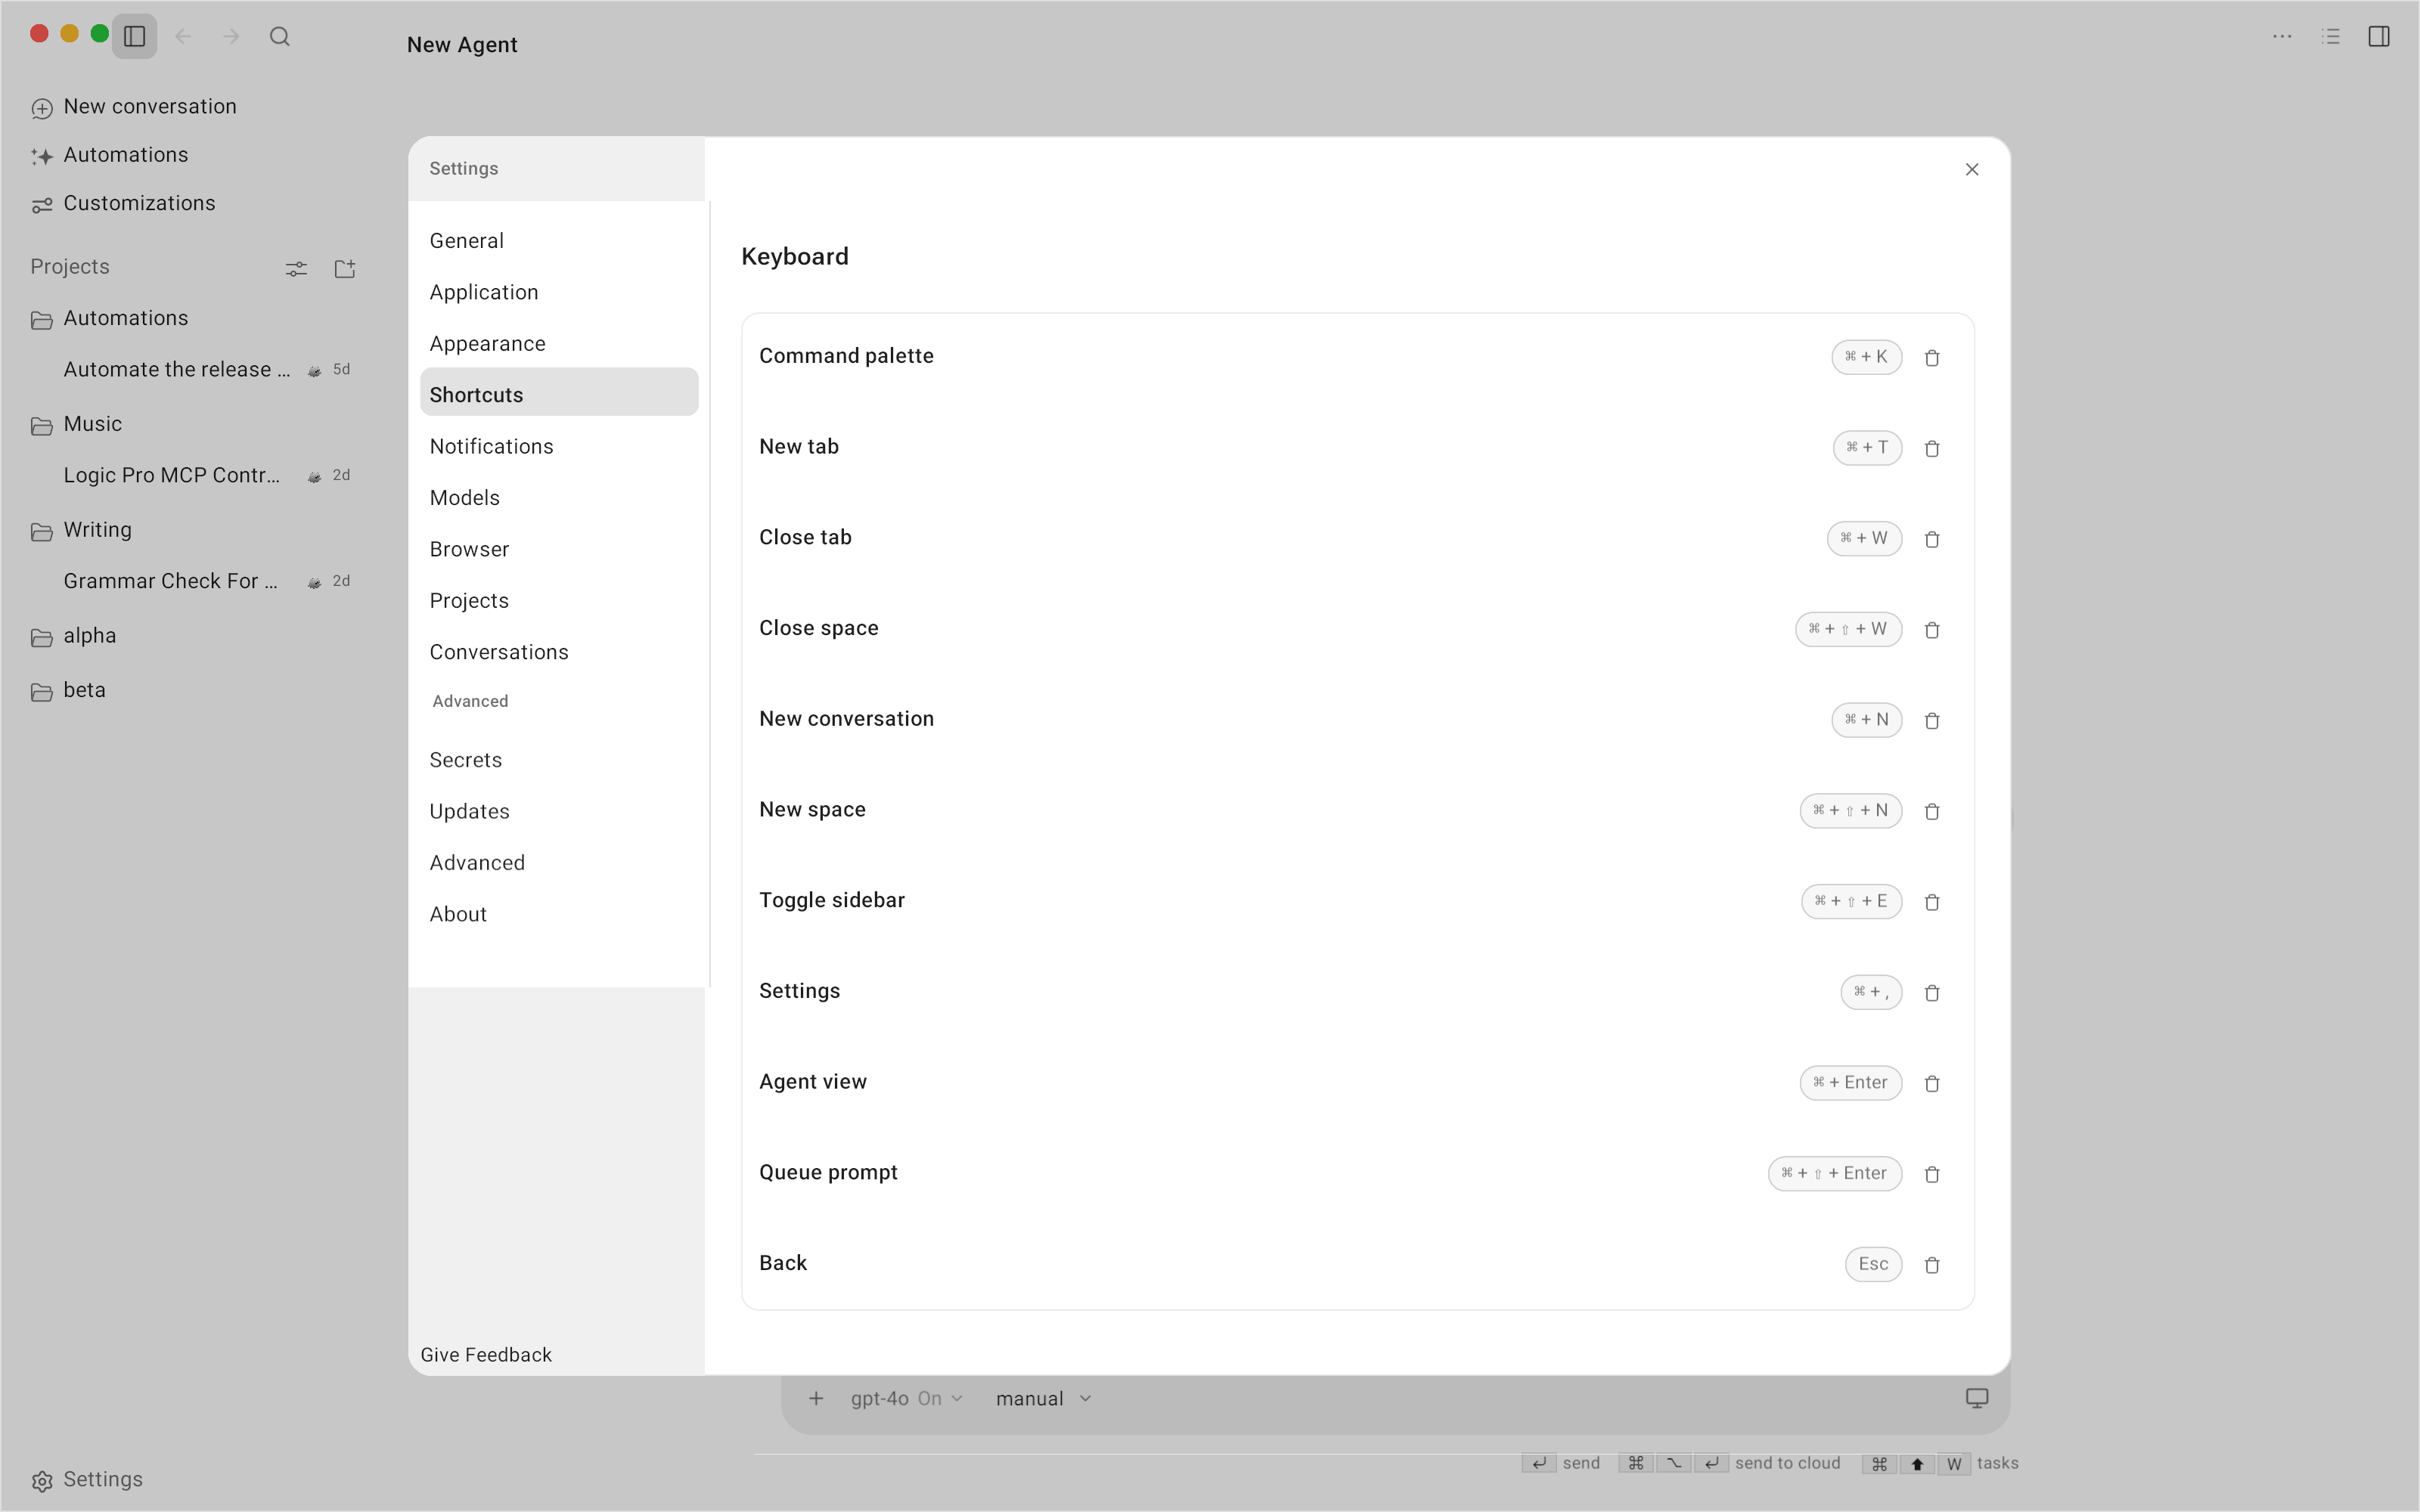 New Agent
New conversation
Automations
Customizations
Projects
Automations
Automate the release ... 5d
Music
Logic Pro MCP Contr... 2d
Writing
Grammar Check For ... 2d
alpha
beta
Settings
Settings
General
Application
Appearance
Shortcuts
Notifications
Models
Browser
Projects
Conversations
Advanced
Secrets
Updates
Advanced
About
Give Feedback
Keyboard
Command palette ⌘ + K
New tab ⌘ + T
Close tab ⌘ + W
Close space ⌘ + ⇧ + W
New conversation ⌘ + N
New space ⌘ + ⇧ + N
Toggle sidebar ⌘ + ⇧ + E
Settings ⌘ + ,
Agent view ⌘ + Enter
Queue prompt ⌘ + ⇧ + Enter
Back Esc
gpt-4o On manual
↵ send ⌘ ⌥ ↵ send to cloud ⌘ ⬆ W tasks